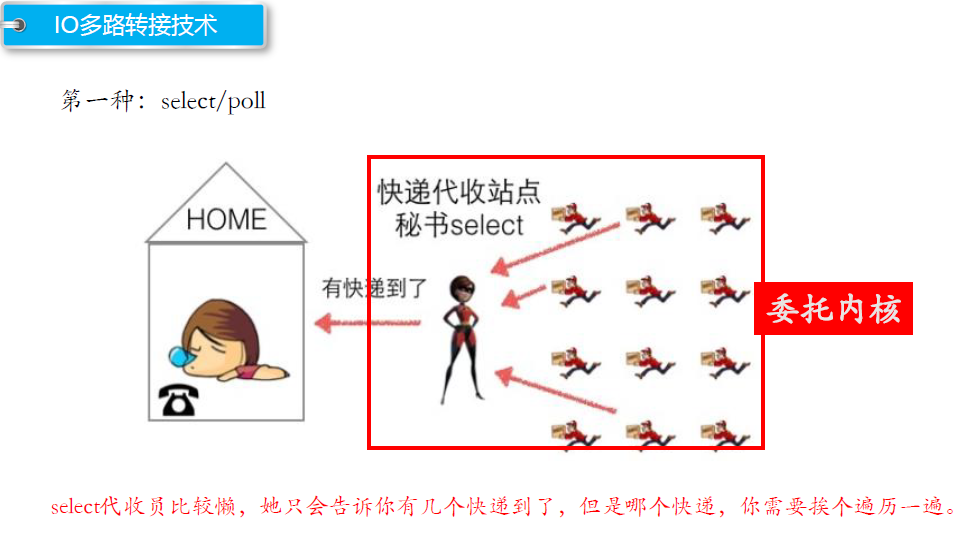 IO多路转接技术
第一种：select/poll
HOME
快递代收站点
秘书select
有快递到了
委托内核
select代收员比较懒，她只会告诉你有几个快递到了，但是哪个快递，你需要挨个遍历一遍。